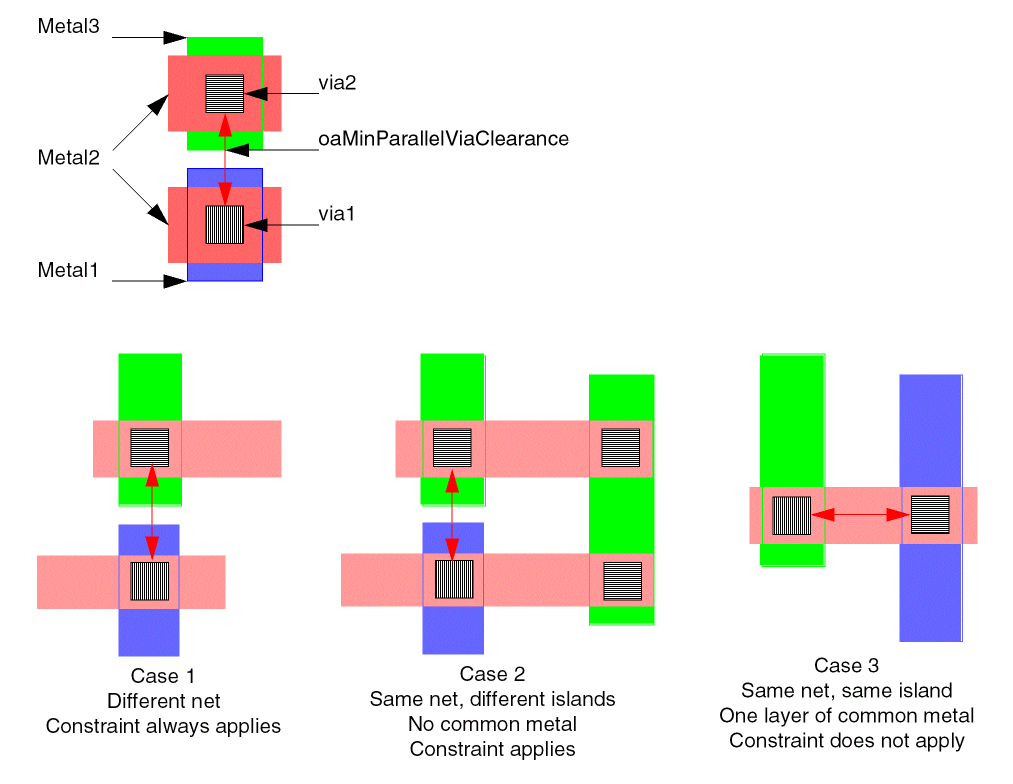 Metal3
via2
oaMinParallelViaClearance
Metal2
via1
Metal1
Case 1
Different net
Constraint always applies
Case 2
Same net, different islands
No common metal
Constraint applies
Case 3
Same net, same island
One layer of common metal
Constraint does not apply